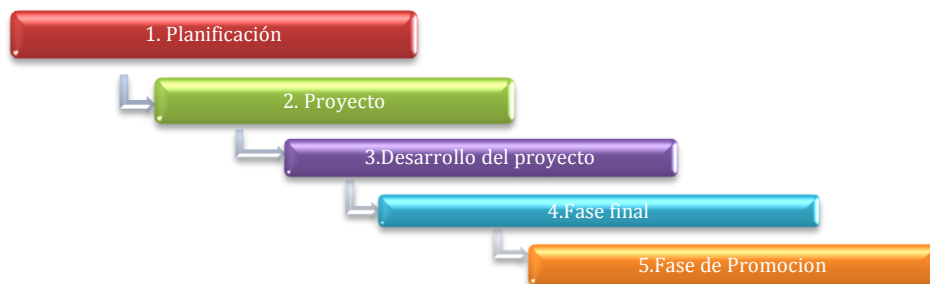 1. Planificación
2. Proyecto
3.Desarrollo del proyecto
4.Fase final
5.Fase de Promocion